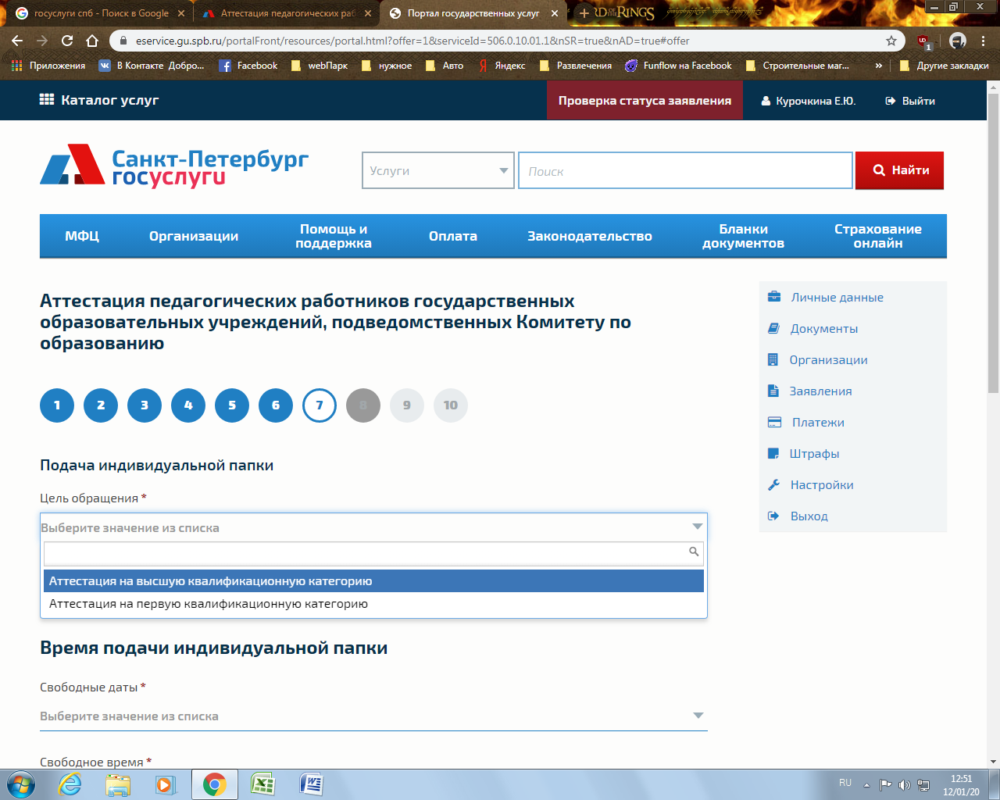 госуслуги спб - Поиск в Google
Аттестация педагогических раб
Портал государственных услуг
RD OF THE RINGS
eservice.gu.spb.ru/portalFront/resources/portal.html?offer=1&serviceId=506.0.10.01.1&nSR=true&nAD=true#offer
1
Приложения
В Контакте Добро...
Facebook
webПарк
нужное
Авто
Яндекс
Развлечения
Funflow на Facebook
Строительные маг...
»
Другие закладки
Каталог услуг
Проверка статуса заявления
Курочкина Е.Ю.
Выйти
Санкт-Петербург
госуслуги
Услуги
Поиск
Найти
МФЦ
Организации
Помощь и
поддержка
Оплата
Законодательство
Бланки
документов
Страхование
онлайн
Аттестация педагогических работников государственных
образовательных учреждений, подведомственных Комитету по
образованию
1 2 3 4 5 6 7 8 9 10
Подача индивидуальной папки
Цель обращения *
Выберите значение из списка
Аттестация на высшую квалификационную категорию
Аттестация на первую квалификационную категорию
Время подачи индивидуальной папки
Свободные даты *
Выберите значение из списка
Свободное время *
Личные данные
Документы
Организации
Заявления
Платежи
Штрафы
Настройки
Выход
RU
12:51
12/01/20